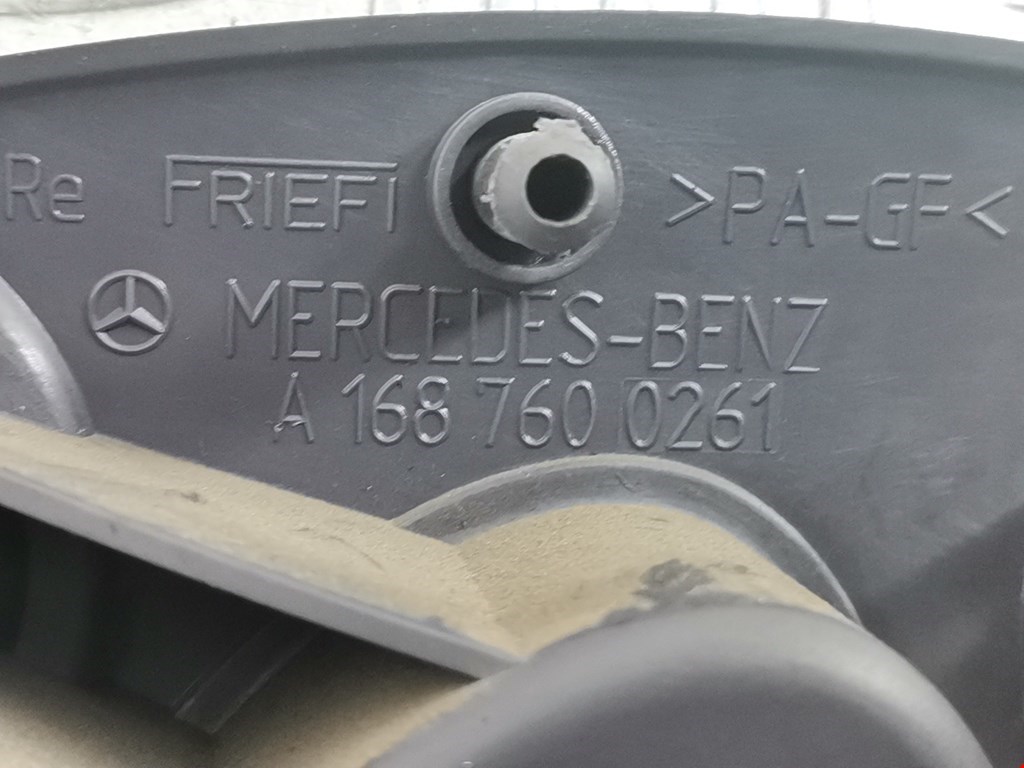 Re FRIEFI >PA-GF<
MERCEDES-BENZ
A 168 760 0261